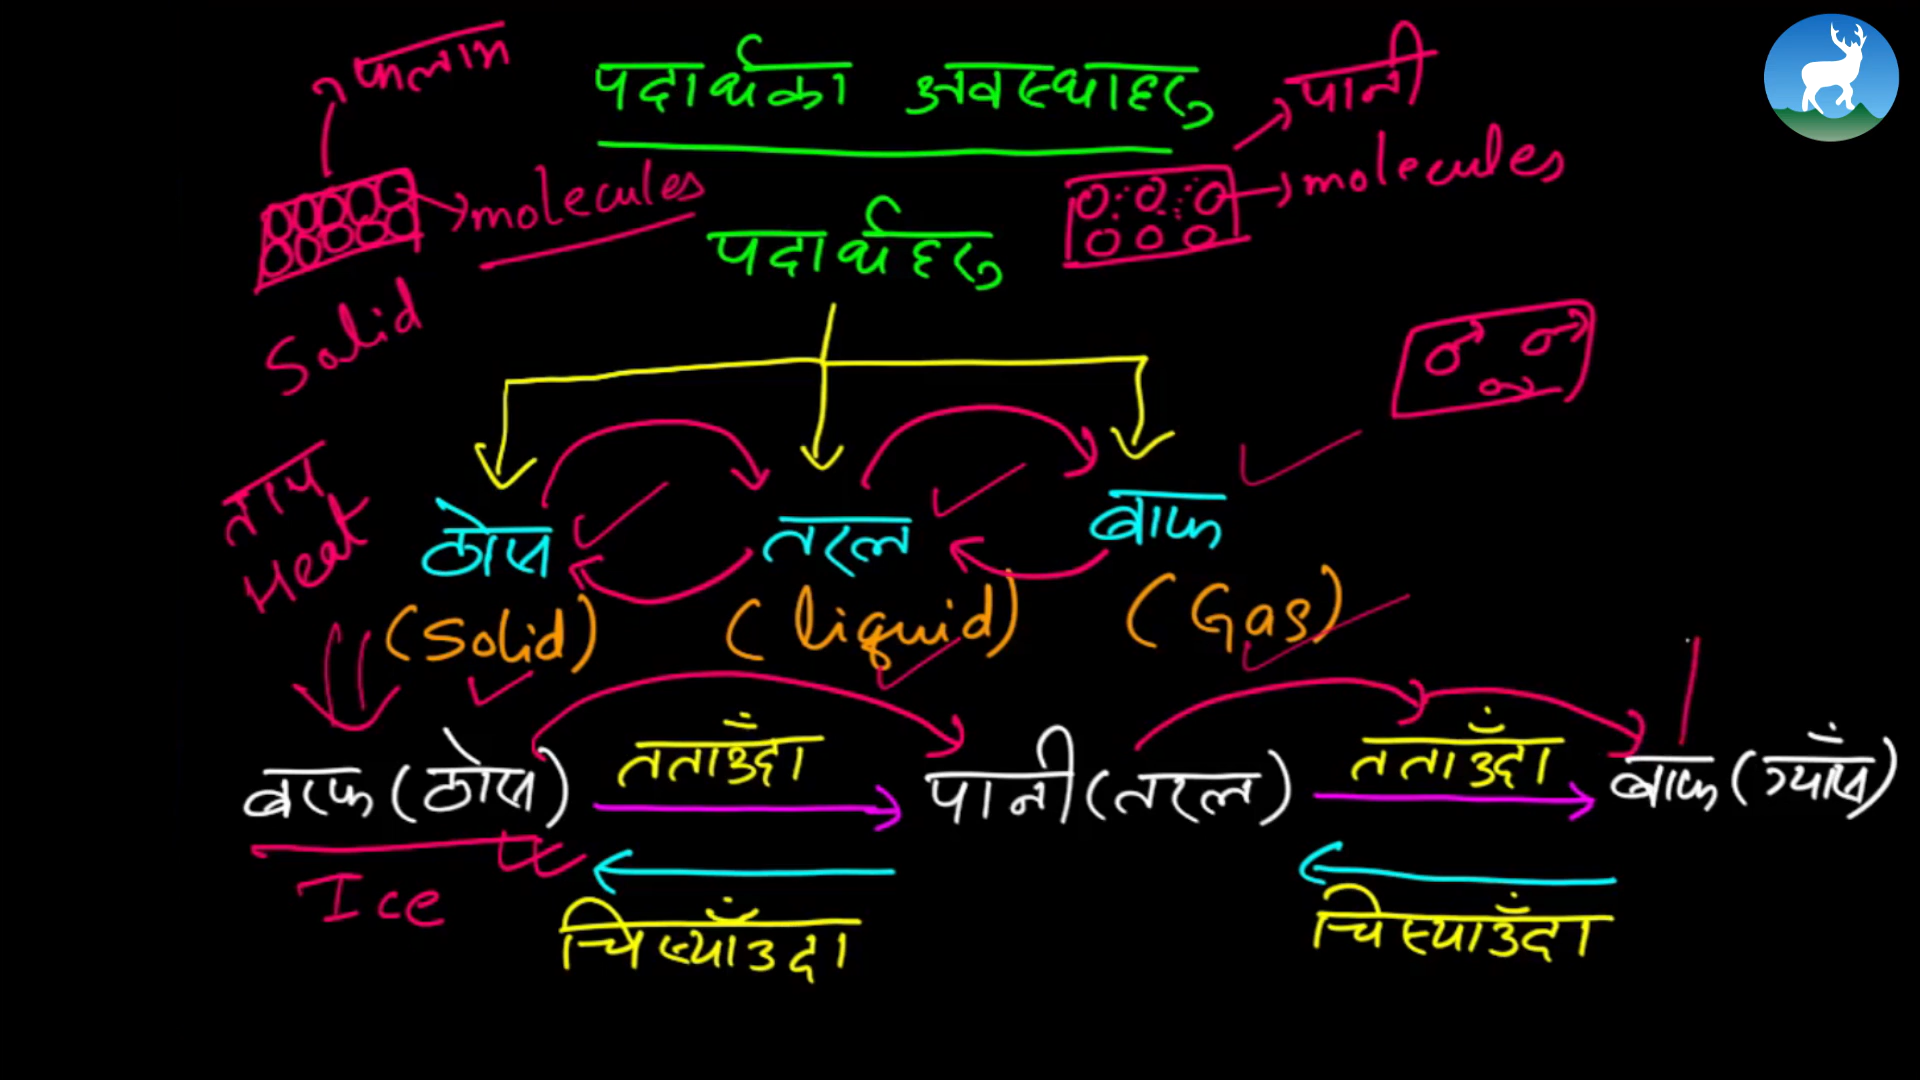 फलाम
पदार्थका अवस्थाहरु
पानी
molecules
molecules
Solid
पदार्थहरु
ताप
Heat
ठोस तरल बाफ
(Solid) (liquid) (Gas)
बरफ (ठोस) तताउँदा पानी (तरल) तताउँदा बाफ (ग्याँस)
Ice
चिस्याउँदा चिस्याउँदा